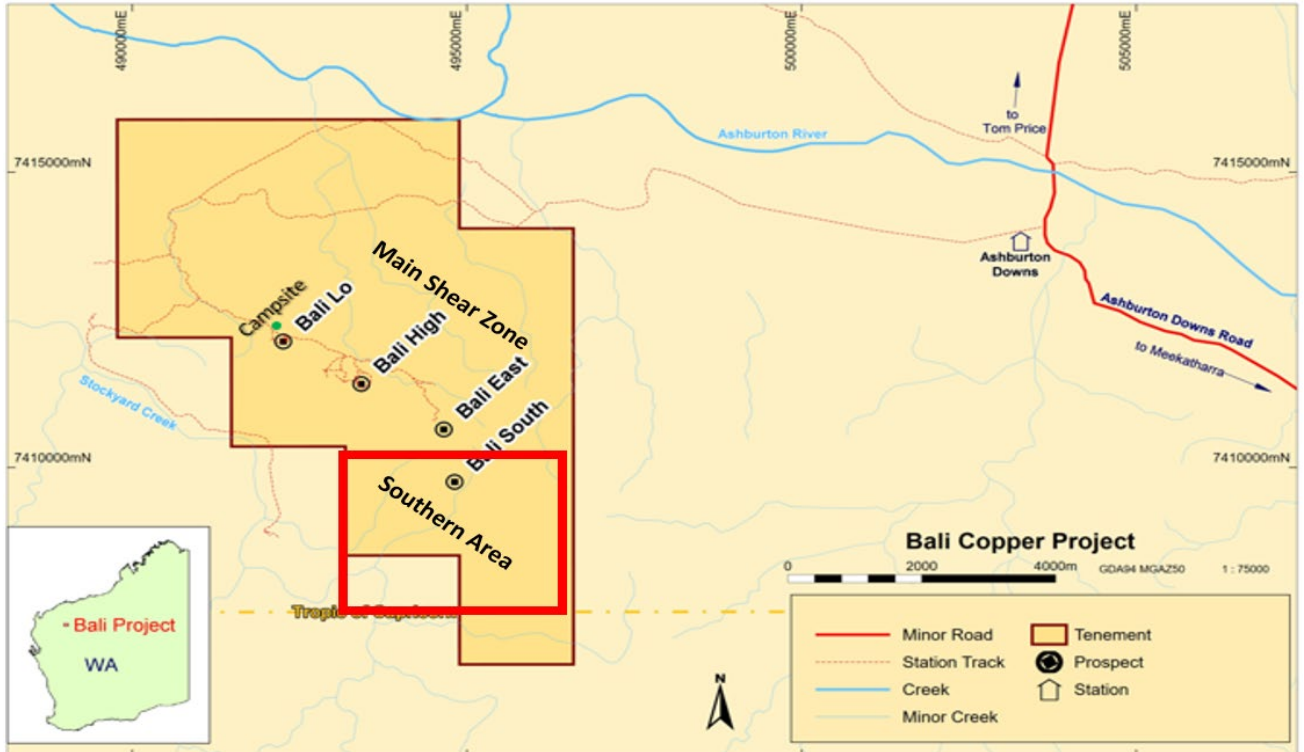 490000mE
495000mE
500000mE
505000mE
to
Tom Price
Ashburton River
7415000mN
7415000mN
Ashburton
Downs
Main Shear Zone
Campsite
Bali Lo
Bali High
Bali East
Bali South
Ashburton Downs Road
to Meekatharra
Stockyard Creek
7410000mN
7410000mN
Southern Area
Tropic of Capricorn
Bali Project
WA
Bali Copper Project
0
2000
4000m
GDA94 MGAZ50
1 : 75000
N
Minor Road
Station Track
Creek
Minor Creek
Tenement
Prospect
Station